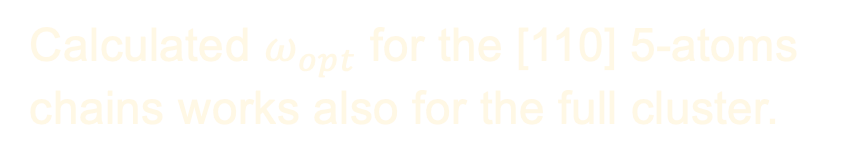 Calculated ω_opt for the [110] 5-atoms
chains works also for the full cluster.